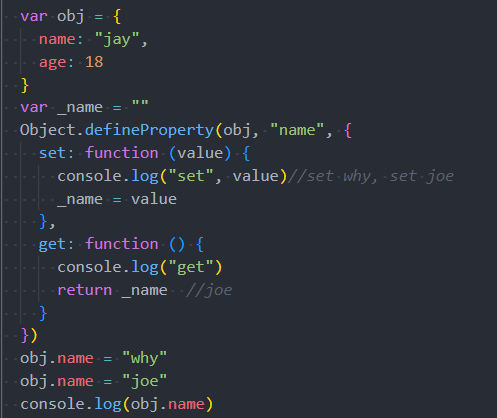 var obj = {
name: "jay",
age: 18
}
var _name = ""
Object.defineProperty(obj, "name", {
set: function (value) {
console.log("set", value)//set why, set joe
_name = value
},
get: function () {
console.log("get")
return _name  //joe
}
})
obj.name = "why"
obj.name = "joe"
console.log(obj.name)